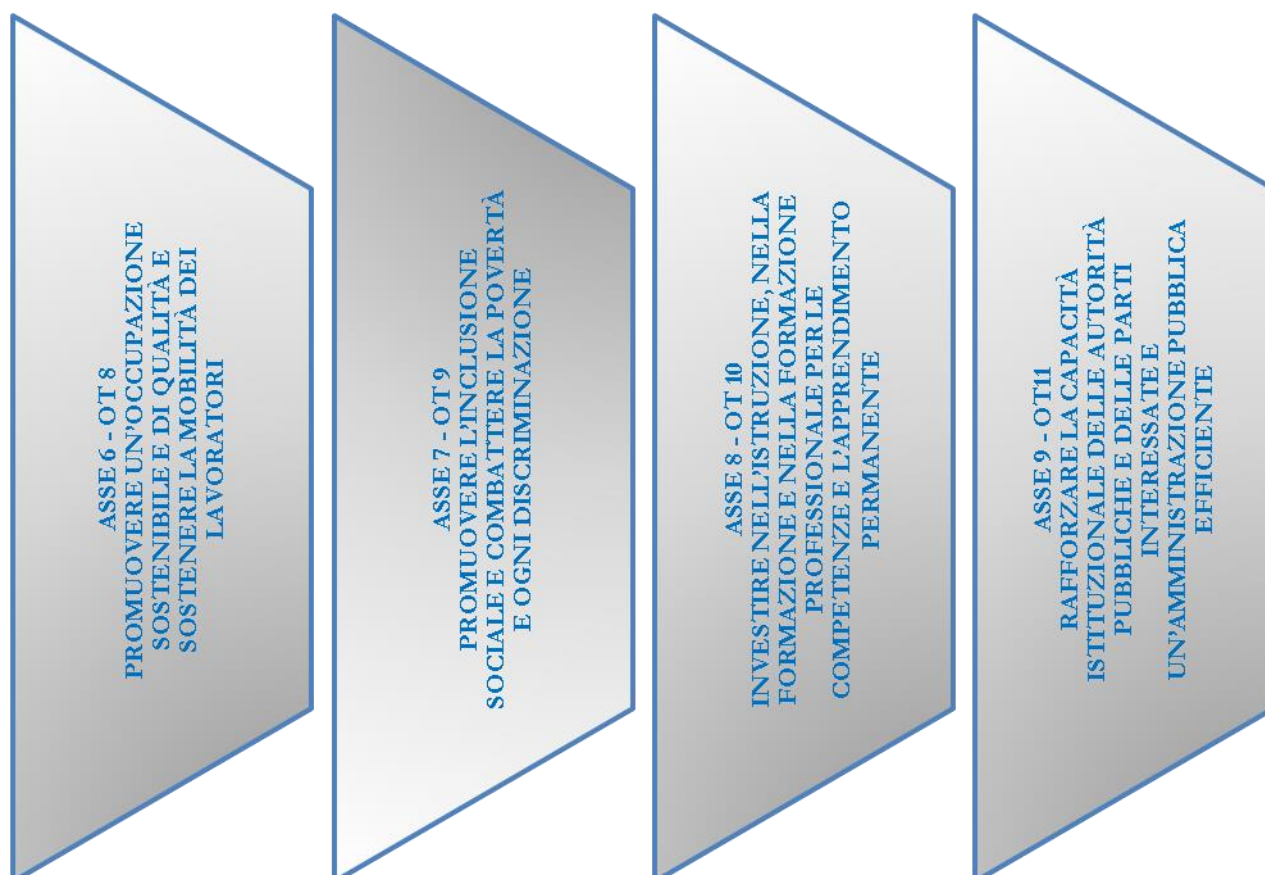 ASSE 6 - OT 8
PROMUOVERE UN'OCCUPAZIONE
SOSTENIBILE E DI QUALITÀ E
SOSTENERE LA MOBILITÀ DEI
LAVORATORI
ASSE 7 - OT 9
PROMUOVERE L'INCLUSIONE
SOCIALE E COMBATTERE LA POVERTÀ
E OGNI DISCRIMINAZIONE
ASSE 8 - OT 10
INVESTIRE NELL'ISTRUZIONE, NELLA
FORMAZIONE E NELLA FORMAZIONE
PROFESSIONALE PER LE
COMPETENZE E L'APPRENDIMENTO
PERMANENTE
ASSE 9 - OT11
RAFFORZARE LA CAPACITÀ
ISTITUZIONALE DELLE AUTORITÀ
PUBBLICHE E DELLE PARTI
INTERESSATE E
UN'AMMINISTRAZIONE PUBBLICA
EFFICIENTE